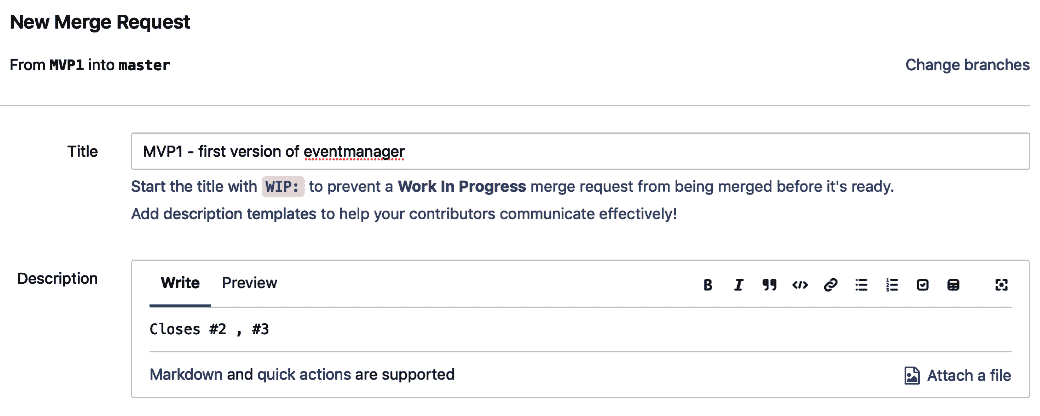 New Merge Request
From MVP1 into master
Change branches
Title
MVP1 - first version of eventmanager
Start the title with WIP: to prevent a Work In Progress merge request from being merged before it's ready.
Add description templates to help your contributors communicate effectively!
Description
Write Preview
Closes #2 , #3
Markdown and quick actions are supported
Attach a file